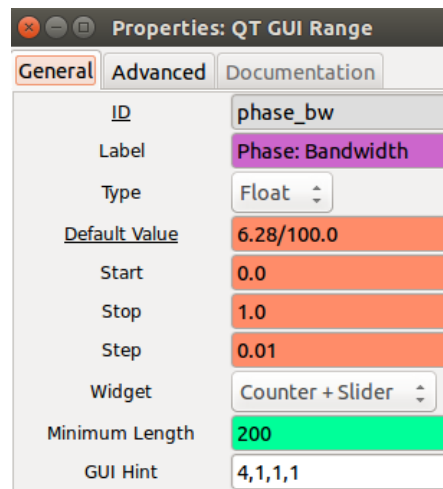 Properties: QT GUI Range
General Advanced Documentation
ID phase_bw
Label Phase: Bandwidth
Type Float
Default Value 6.28/100.0
Start 0.0
Stop 1.0
Step 0.01
Widget Counter + Slider
Minimum Length 200
GUI Hint 4,1,1,1